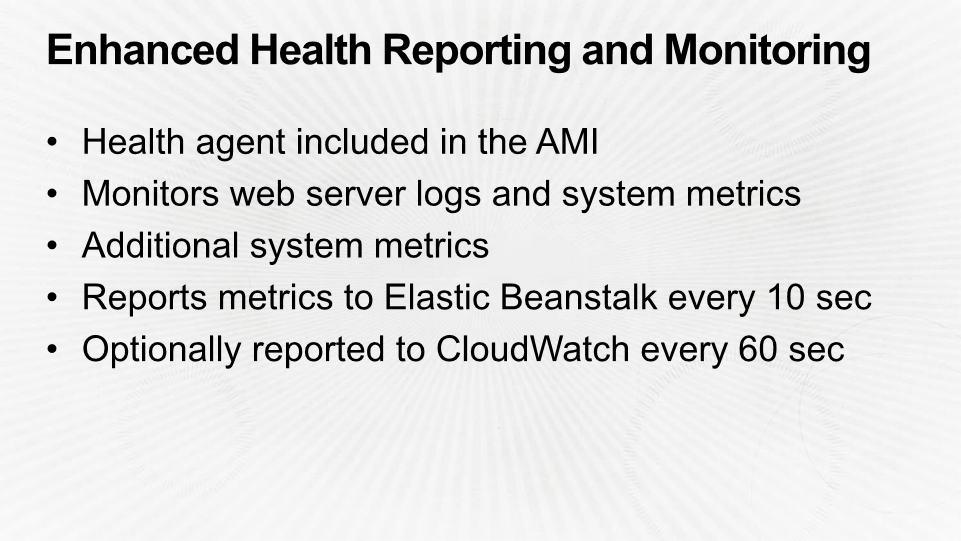 Enhanced Health Reporting and Monitoring
• Health agent included in the AMI
• Monitors web server logs and system metrics
• Additional system metrics
• Reports metrics to Elastic Beanstalk every 10 sec
• Optionally reported to CloudWatch every 60 sec